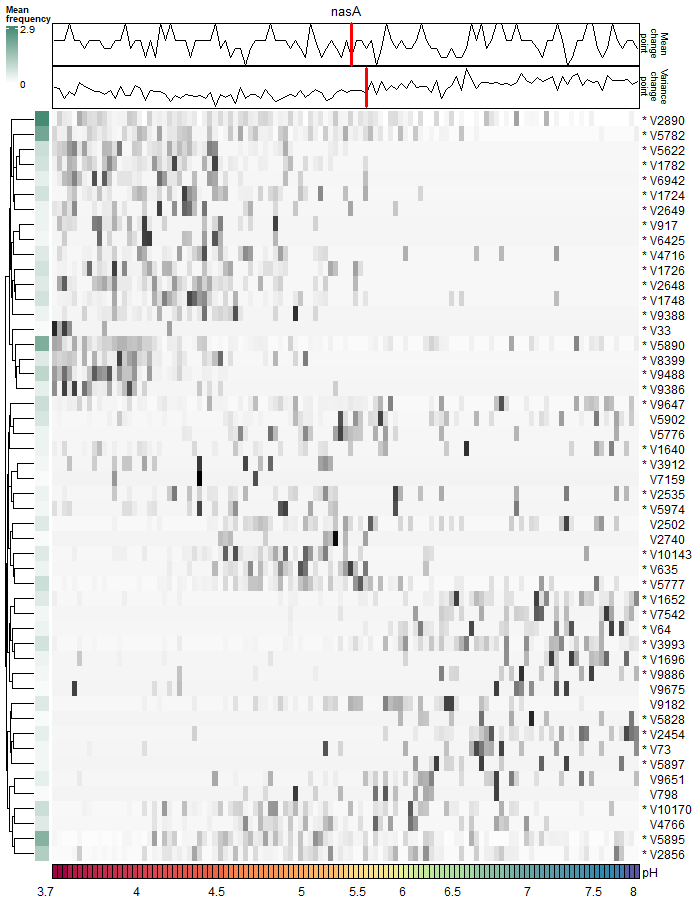 nasA
Mean
frequency
2.9
0
Mean
change
point
Variance
change
point
* V2890
* V5782
* V5622
* V1782
* V6942
* V1724
* V2649
* V917
* V6425
* V4716
* V1726
* V2648
* V1748
* V9388
* V33
* V5890
* V8399
* V9488
* V9386
* V9647
V5902
V5776
* V1640
* V3912
V7159
* V2535
* V5974
V2502
V2740
* V10143
* V635
* V5777
* V1652
* V7542
* V64
* V3993
* V1696
* V9886
V9675
V9182
* V5828
* V2454
* V73
* V5897
V9651
V798
* V10170
V4766
* V5895
* V2856
pH
3.7 4 4.5 5 5.5 6 6.5 7 7.5 8